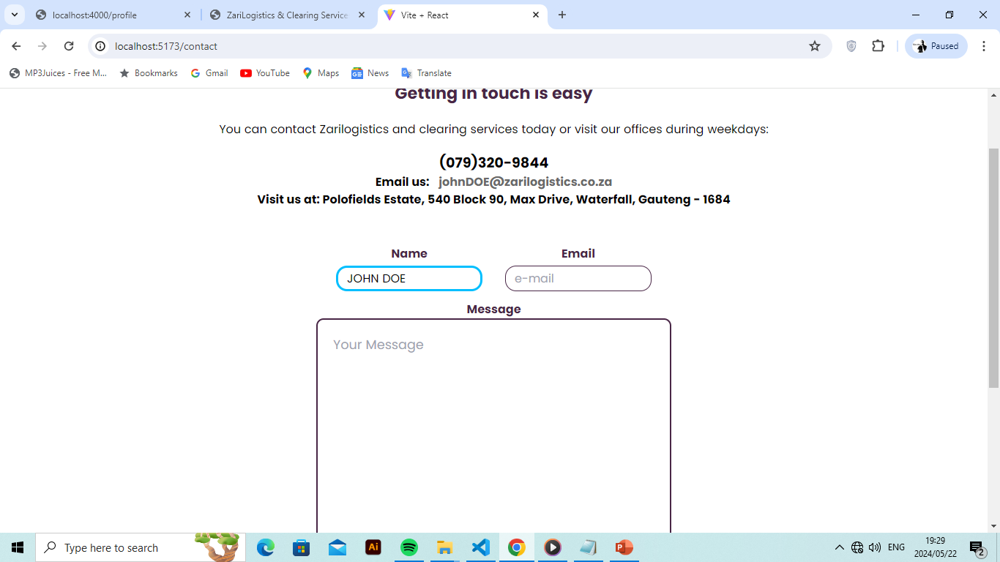 localhost:4000/profile
ZariLogistics & Clearing Service
Vite + React
localhost:5173/contact
Paused
MP3Juices - Free M...
Bookmarks
Gmail
YouTube
Maps
News
Translate
Getting in touch is easy
You can contact Zarilogistics and clearing services today or visit our offices during weekdays:
(079)320-9844
Email us: johnDOE@zarilogistics.co.za
Visit us at: Polofields Estate, 540 Block 90, Max Drive, Waterfall, Gauteng - 1684
Name
Email
JOHN DOE
e-mail
Message
Your Message
Type here to search
Ai
ENG
19:29
2024/05/22
2